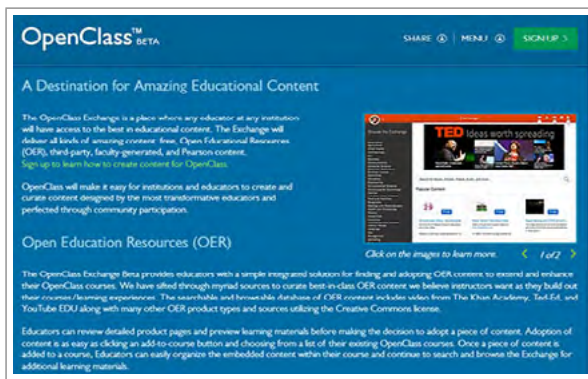 OpenClass™ BETA
SHARE
MENU
SIGN UP >
A Destination for Amazing Educational Content
The OpenClass Exchange is a place where any educator at any institution
will have access to the best in educational content. The Exchange will
deliver all kinds of amazing content: free, Open Educational Resources
(OER), third-party, faculty-generated, and Pearson content.
Sign up to learn how to create content for OpenClass.
OpenClass will make it easy for institutions and educators to create and
curate content designed by the most transformative educators and
perfected through community participation.
TED Ideas worth spreading
Popular Content
Click on the images to learn more.
< 1 of 2 >
Open Education Resources (OER)
The OpenClass Exchange Beta provides educators with a simple integrated solution for finding and adopting OER content to extend and enhance
their OpenClass courses. We have sifted through myriad sources to curate best-in-class OER content we believe instructors want as they build out
their courses/learning experiences. The searchable and browsable database of OER content includes video from The Khan Academy, Ted-Ed, and
YouTube EDU along with many other OER product types and sources utilizing the Creative Commons license.
Educators can review detailed product pages and preview learning materials before making the decision to adopt a piece of content. Adoption of
content is as easy as clicking an add-to-course button and choosing from a list of their existing OpenClass courses. Once a piece of content is
added to a course, Educators can easily organize the embedded content within their course and continue to search and browse the Exchange for
additional learning materials.